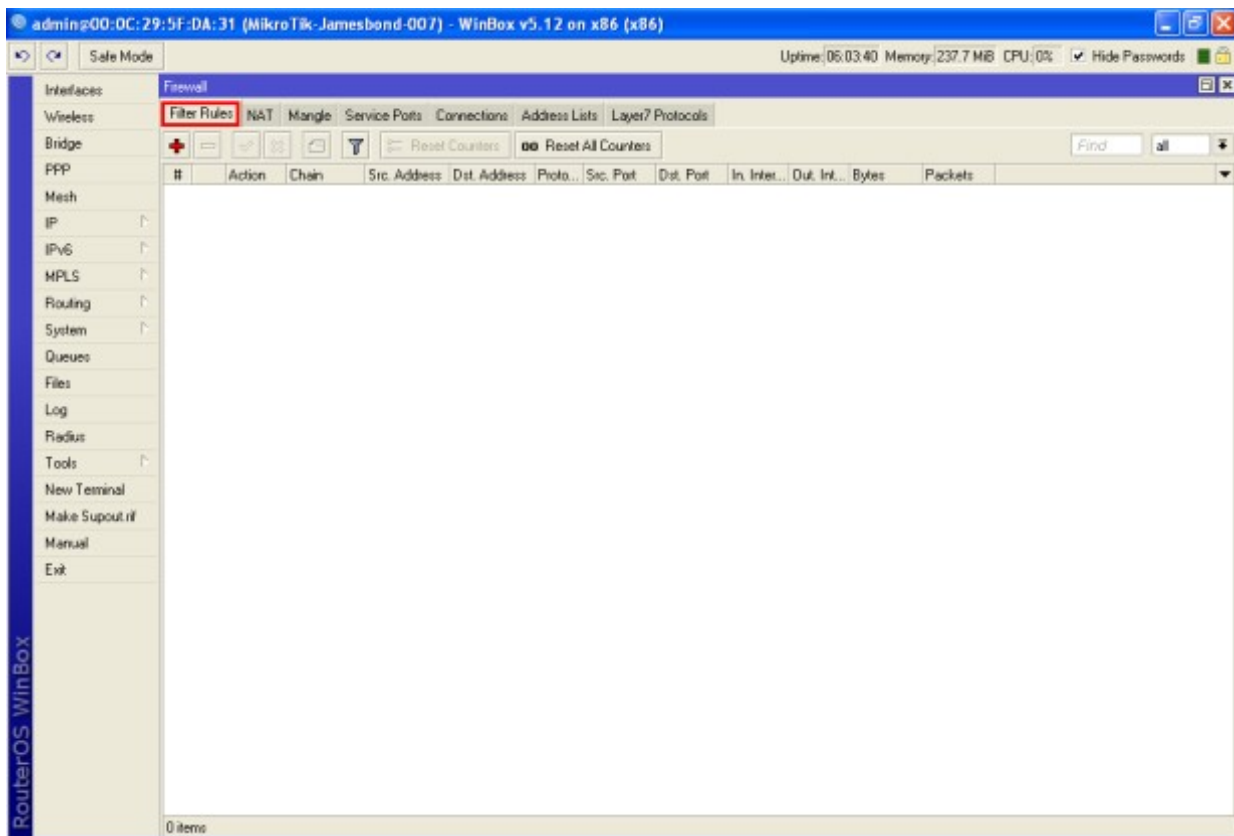 admin@00:0C:29:5F:DA:31 (MikroTik-Jamesbond-007) - WinBox v5.12 on x86 (x86)
Safe Mode Uptime: 06:03:40 Memory: 237.7 MiB CPU: 0% Hide Passwords
Interfaces
Wireless
Bridge
PPP
Mesh
IP
IPv6
MPLS
Routing
System
Queues
Files
Log
Radius
Tools
New Terminal
Make Supout.rif
Manual
Exit
RouterOS WinBox
Firewall
Filter Rules NAT Mangle Service Ports Connections Address Lists Layer7 Protocols
Reset Counters 00 Reset All Counters Find all
# Action Chain Src. Address Dst. Address Proto... Src. Port Dst. Port In. Inter... Out. Int... Bytes Packets
0 items